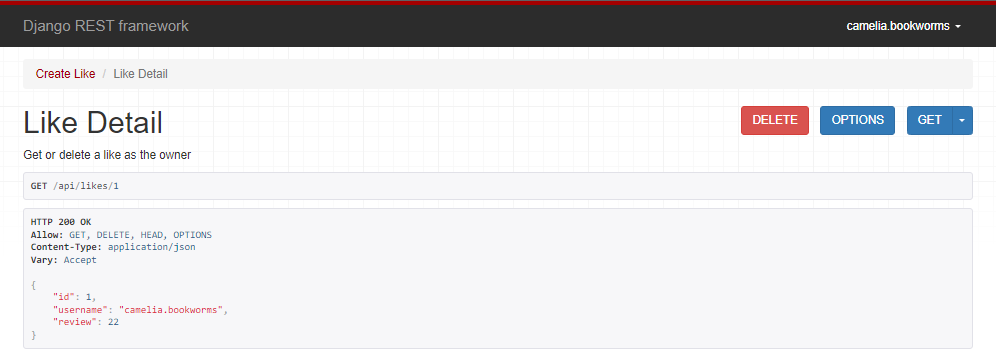 Django REST framework
camelia.bookworms
Create Like / Like Detail
Like Detail
DELETE
OPTIONS
GET
Get or delete a like as the owner
GET /api/likes/1
HTTP 200 OK
Allow: GET, DELETE, HEAD, OPTIONS
Content-Type: application/json
Vary: Accept
{
    "id": 1,
    "username": "camelia.bookworms",
    "review": 22
}